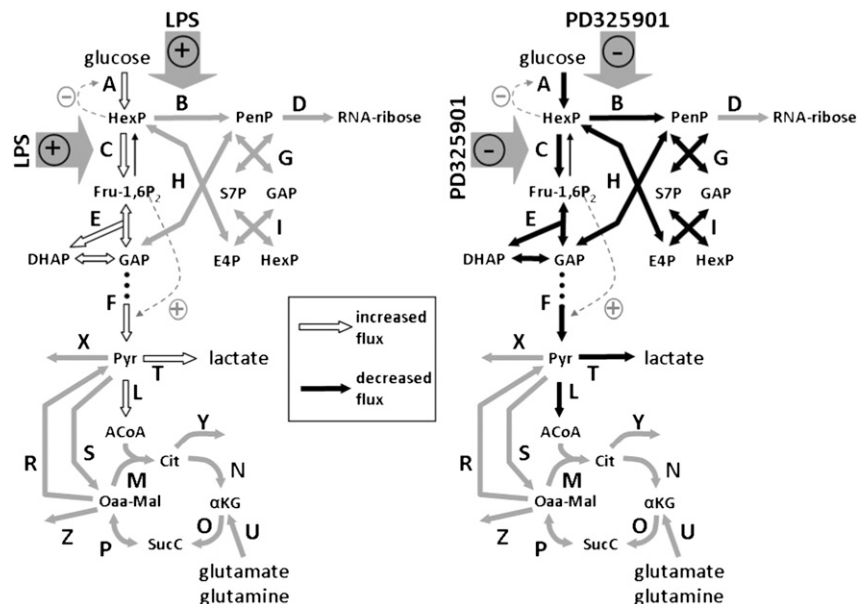 LPS
+
glucose
A
−
HexP
B
PenP
D
RNA-ribose
LPS
+
C
G
H
Fru-1,6P2
S7P
GAP
E
I
DHAP
GAP
E4P
HexP
F
+
X
Pyr
T
lactate
L
ACoA
Y
R
S
Cit
M
N
Oaa-Mal
αKG
Z
O
P
SucC
U
glutamate
glutamine
increased
flux
decreased
flux
PD325901
−
glucose
A
−
HexP
B
PenP
D
RNA-ribose
PD325901
−
C
G
H
Fru-1,6P2
S7P
GAP
E
I
DHAP
GAP
E4P
HexP
F
+
X
Pyr
T
lactate
L
ACoA
Y
R
S
Cit
M
N
Oaa-Mal
αKG
Z
O
P
SucC
U
glutamate
glutamine